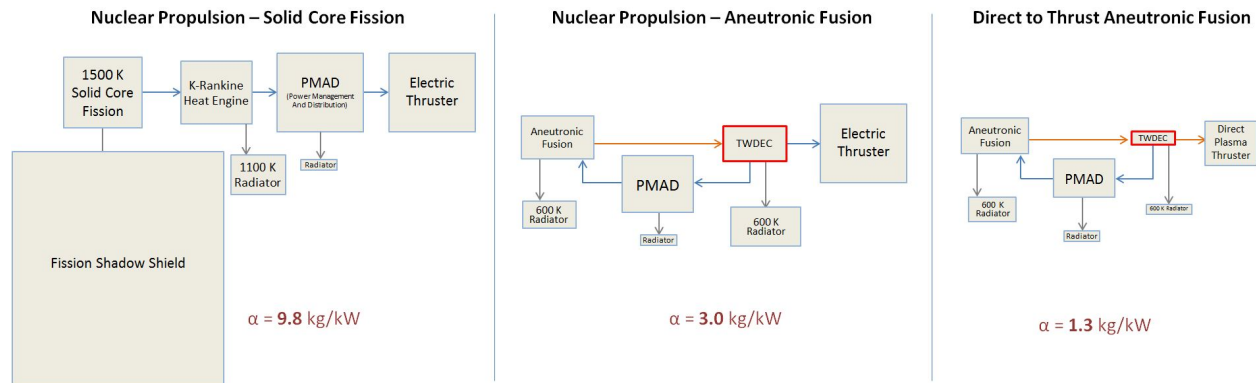 Nuclear Propulsion – Solid Core Fission
1500 K
Solid Core
Fission
K-Rankine
Heat Engine
PMAD
(Power Management
And Distribution)
Electric
Thruster
1100 K
Radiator
Radiator
Fission Shadow Shield
α = 9.8 kg/kW
Nuclear Propulsion – Aneutronic Fusion
Aneutronic
Fusion
TWDEC
Electric
Thruster
PMAD
600 K
Radiator
Radiator
600 K
Radiator
α = 3.0 kg/kW
Direct to Thrust Aneutronic Fusion
Aneutronic
Fusion
TWDEC
Direct
Plasma
Thruster
PMAD
600 K
Radiator
Radiator
600 K Radiator
α = 1.3 kg/kW